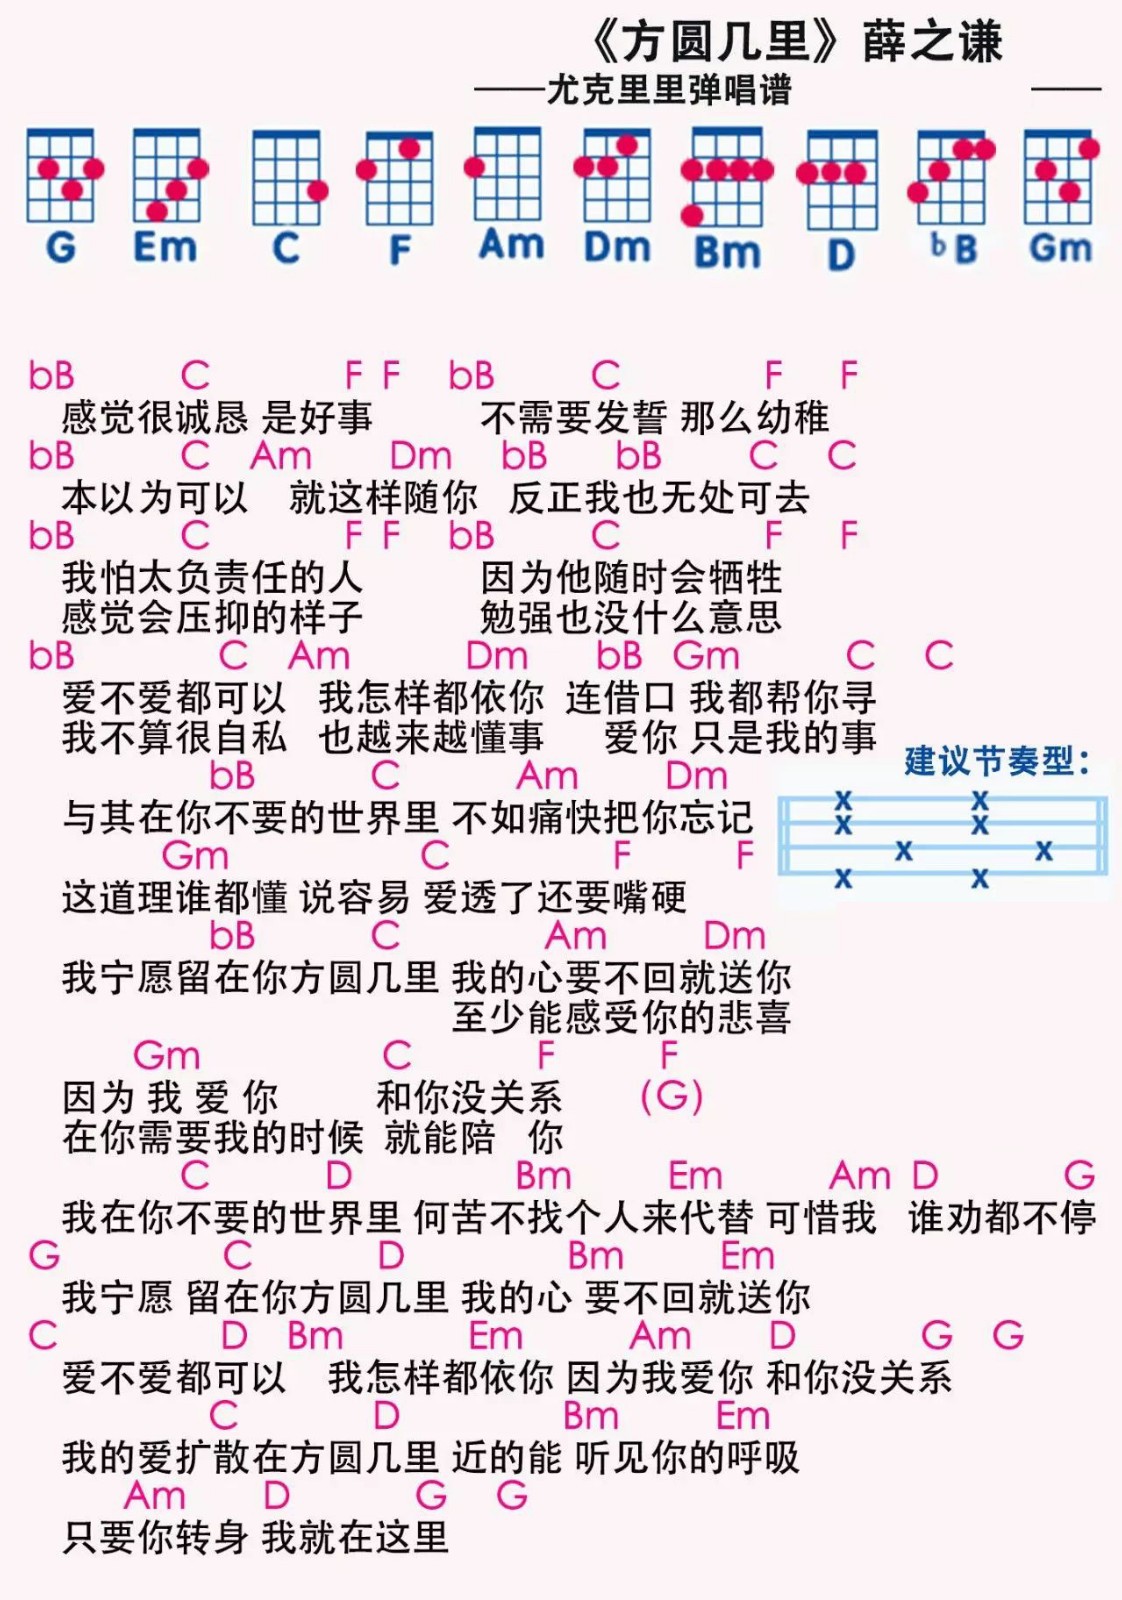 《方圆几里》薛之谦
——尤克里里弹唱谱 ——
G Em C F Am Dm Bm D bB Gm
bB C F F bB C F F
感觉很诚恳 是好事 不需要发誓 那么幼稚
bB C Am Dm bB bB C C
本以为可以 就这样随你 反正我也无处可去
bB C F F bB C F F
我怕太负责任的人 因为他随时会牺牲
感觉会压抑的样子 勉强也没什么意思
bB C Am Dm bB Gm C C
爱不爱都可以 我怎样都依你 连借口 我都帮你寻
我不算很自私 也越来越懂事 爱你 只是我的事
建议节奏型:
bB C Am Dm
x x
与其在你不要的世界里 不如痛快把你忘记
x x
Gm C F F
x x
x x
这道理谁都懂 说容易 爱透了还要嘴硬
bB C Am Dm
我宁愿留在你方圆几里 我的心要不回就送你
至少能感受你的悲喜
Gm C F F
因为 我 爱 你 和你没关系 (G)
在你需要我的时候 就能陪 你
C D Bm Em Am D G
我在你不要的世界里 何苦不找个人来代替 可惜我 谁劝都不停
G C D Bm Em
我宁愿 留在你方圆几里 我的心 要不回就送你
C D Bm Em Am D G G
爱不爱都可以 我怎样都依你 因为我爱你 和你没关系
C D Bm Em
我的爱扩散在方圆几里 近的能 听见你的呼吸
Am D G G
只要你转身 我就在这里